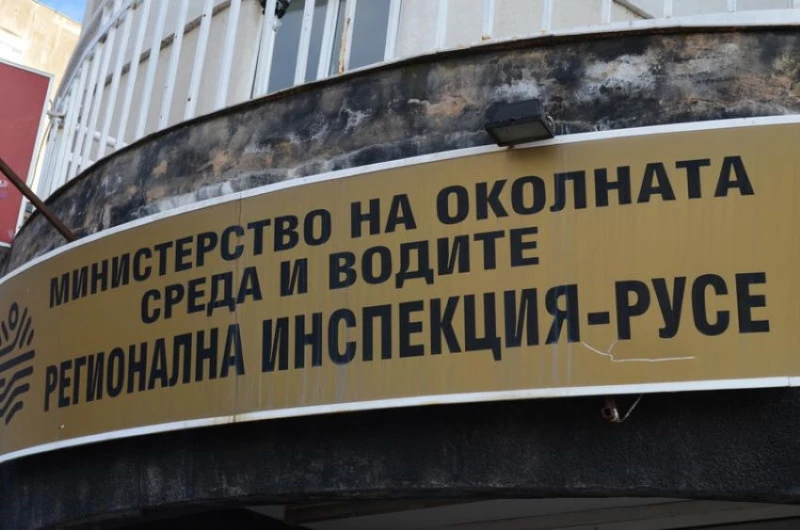 МИНИСТЕРСТВО НА ОКОЛНАТА
СРЕДА И ВОДИТЕ
РЕГИОНАЛНА ИНСПЕКЦИЯ-РУСЕ